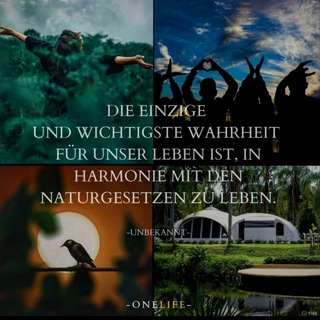 DIE EINZIGE
UND WICHTIGSTE WAHRHEIT
FÜR UNSER LEBEN IST, IN
HARMONIE MIT DEN
NATURGESETZEN ZU LEBEN.
-UNBEKANNT-
-ONELIFE-